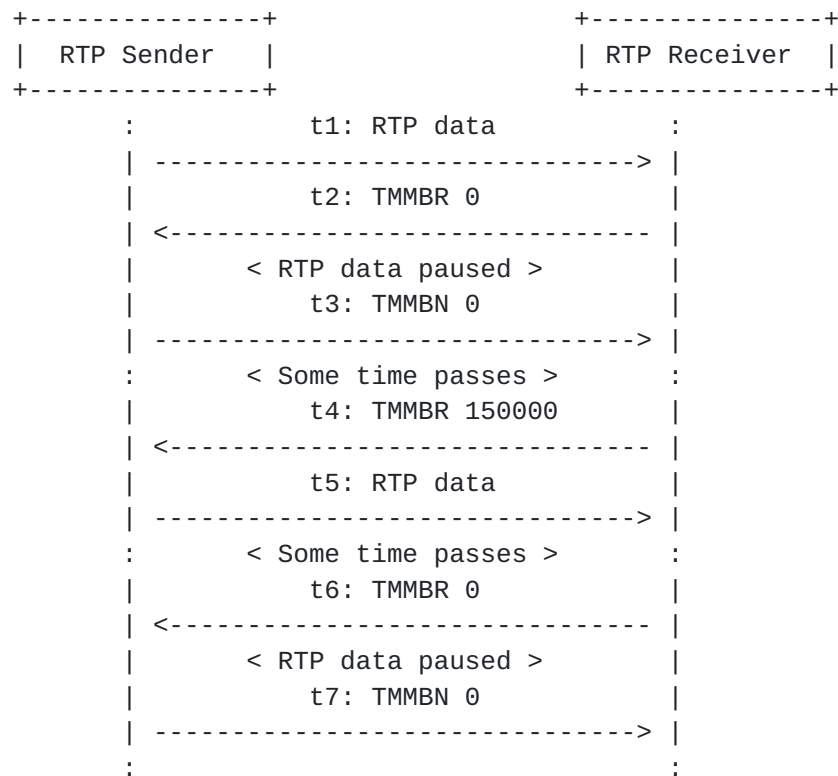 +---------------+                   +---------------+
|  RTP Sender   |                   | RTP Receiver  |
+---------------+                   +---------------+
       :           t1: RTP data           :
       | -------------------------------> |
       |           t2: TMMBR 0            |
       | <------------------------------- |
       |       < RTP data paused >        |
       |           t3: TMMBN 0            |
       | -------------------------------> |
       :       < Some time passes >       :
       |           t4: TMMBR 150000       |
       | <------------------------------- |
       |           t5: RTP data           |
       | -------------------------------> |
       :       < Some time passes >       :
       |           t6: TMMBR 0            |
       | <------------------------------- |
       |       < RTP data paused >        |
       |           t7: TMMBN 0            |
       | -------------------------------> |
       :                                  :